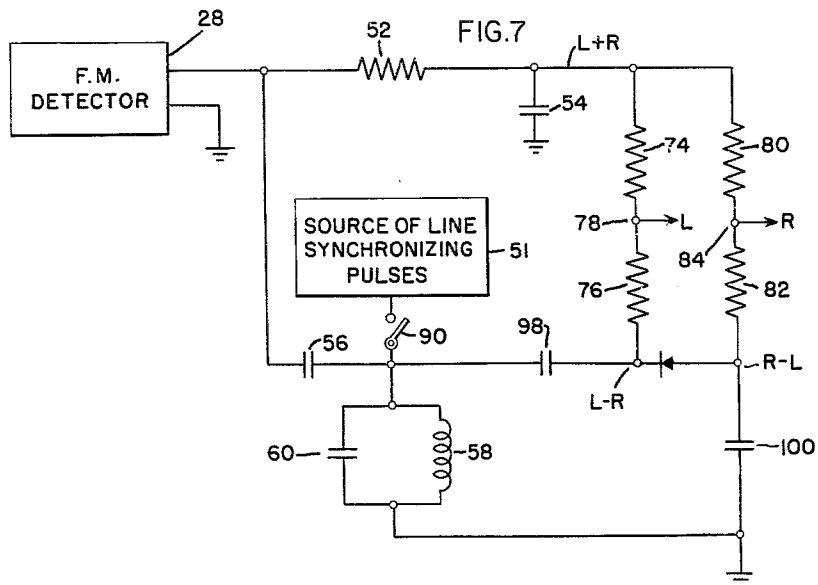 FIG.7
28
52
L+R
F.M.
DETECTOR
54
74
80
SOURCE OF LINE
SYNCHRONIZING
PULSES
51
78
L
84
R
76
82
90
56
98
L-R
R-L
60
58
100